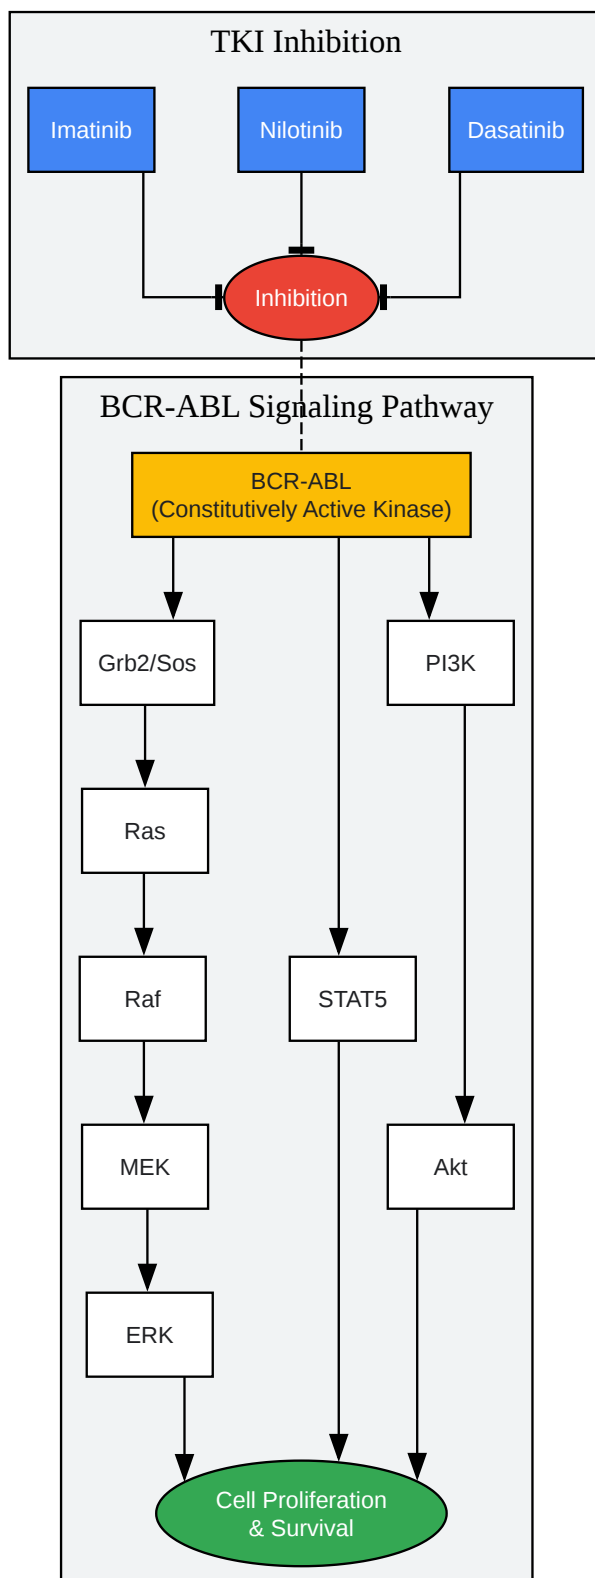 TKI Inhibition
Imatinib
Nilotinib
Dasatinib
Inhibition
BCR-ABL Signaling Pathway
BCR-ABL
(Constitutively Active Kinase)
Grb2/Sos
PI3K
Ras
Raf
STAT5
MEK
Akt
ERK
Cell Proliferation
& Survival